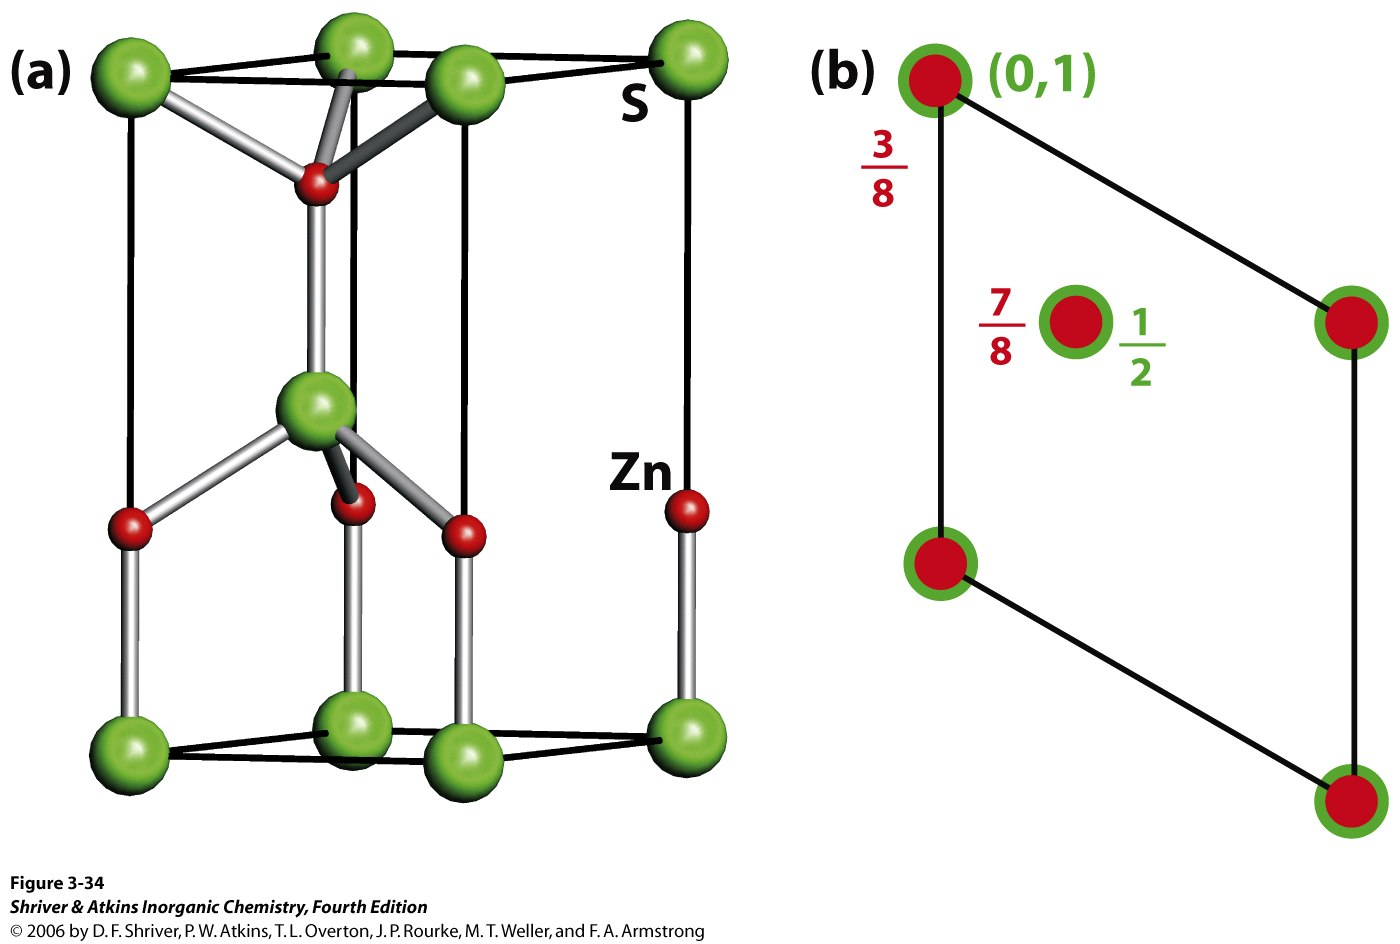 (a)
S
Zn
(b)
(0,1)
3
8
7
8
1
2
Figure 3-34
Shriver & Atkins Inorganic Chemistry, Fourth Edition
© 2006 by D. F. Shriver, P. W. Atkins, T. L. Overton, J. P. Rourke, M. T. Weller, and F. A. Armstrong